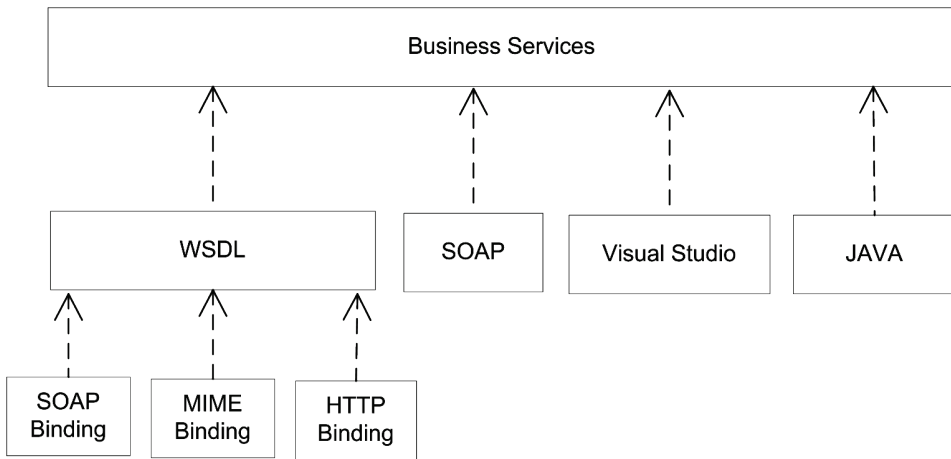 Business Services
WSDL
SOAP
Visual Studio
JAVA
SOAP
Binding
MIME
Binding
HTTP
Binding